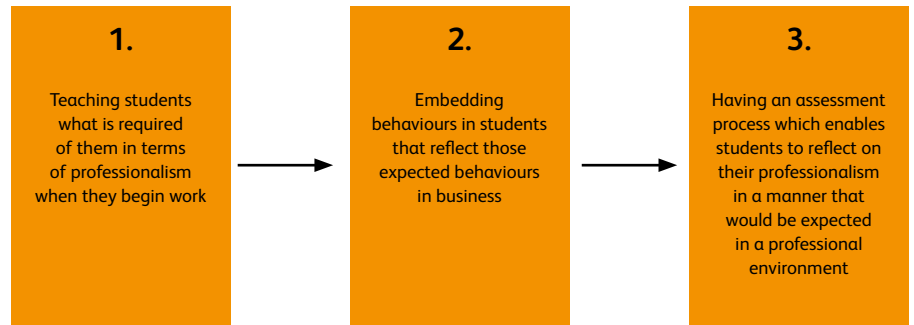 1.
Teaching students
what is required
of them in terms
of professionalism
when they begin work
2.
Embedding
behaviours in students
that reflect those
expected behaviours
in business
3.
Having an assessment
process which enables
students to reflect on
their professionalism
in a manner that
would be expected
in a professional
environment